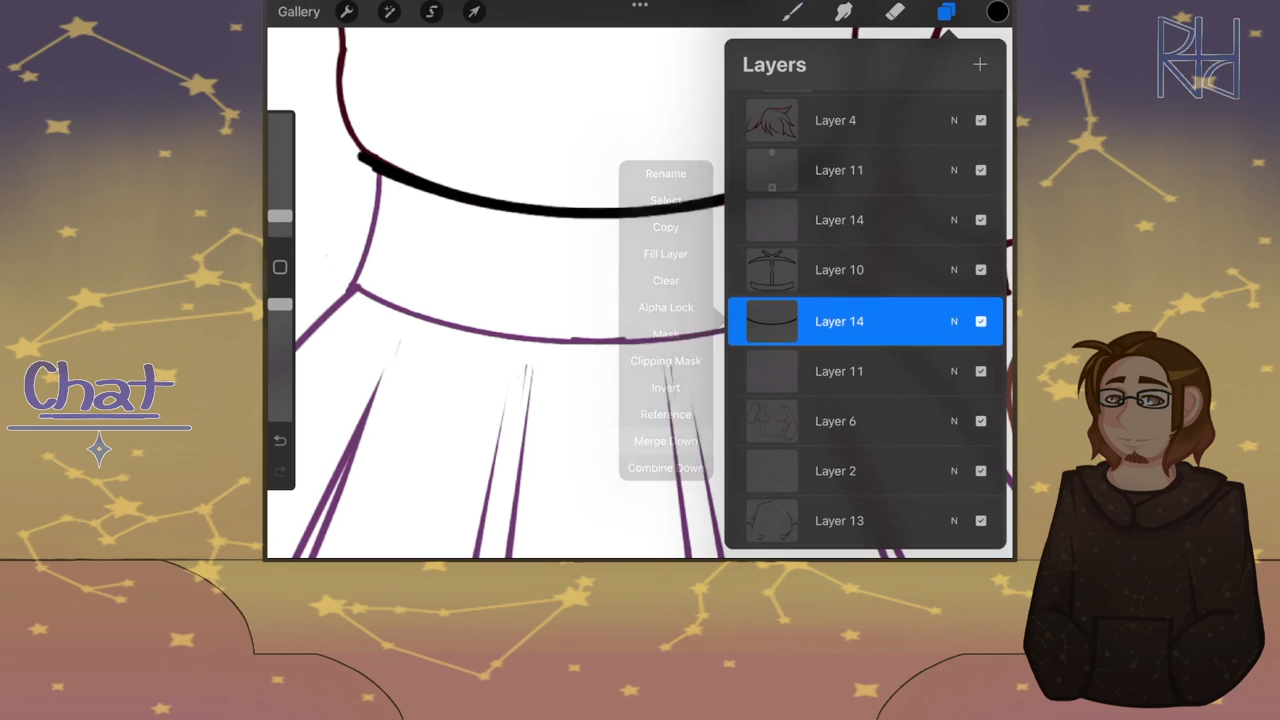 Gallery
Layers
Layer 4 N
Layer 11 N
Layer 14 N
Layer 10 N
Layer 14 N
Layer 11 N
Layer 6 N
Layer 2 N
Layer 13 N
Rename
Select
Copy
Fill Layer
Clear
Alpha Lock
Mask
Clipping Mask
Invert
Reference
Merge Down
Combine Down
Chat